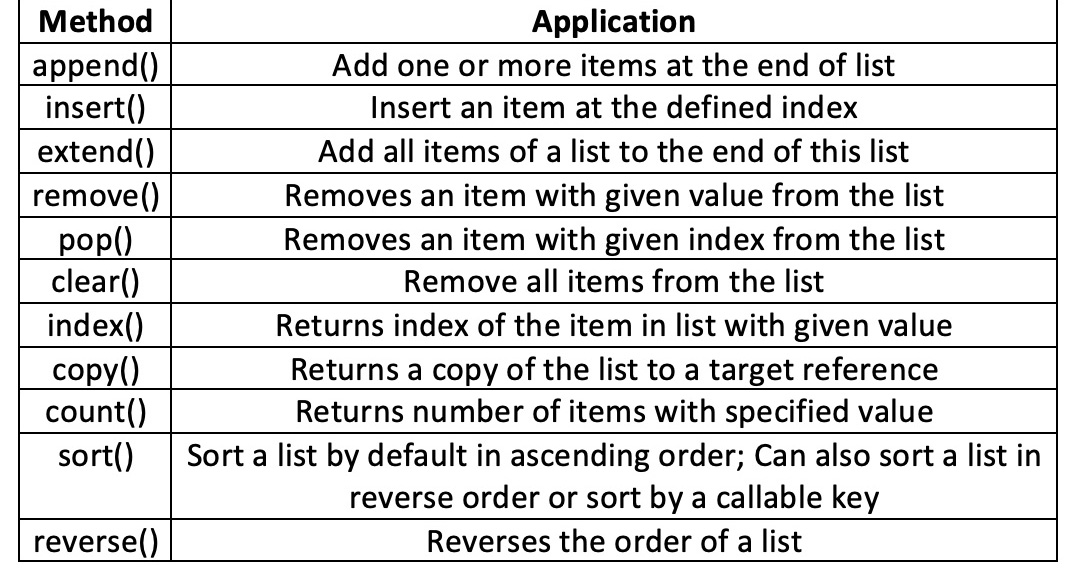 Method Application
append() Add one or more items at the end of list
insert() Insert an item at the defined index
extend() Add all items of a list to the end of this list
remove() Removes an item with given value from the list
pop() Removes an item with given index from the list
clear() Remove all items from the list
index() Returns index of the item in list with given value
copy() Returns a copy of the list to a target reference
count() Returns number of items with specified value
sort() Sort a list by default in ascending order; Can also sort a list in
reverse order or sort by a callable key
reverse() Reverses the order of a list